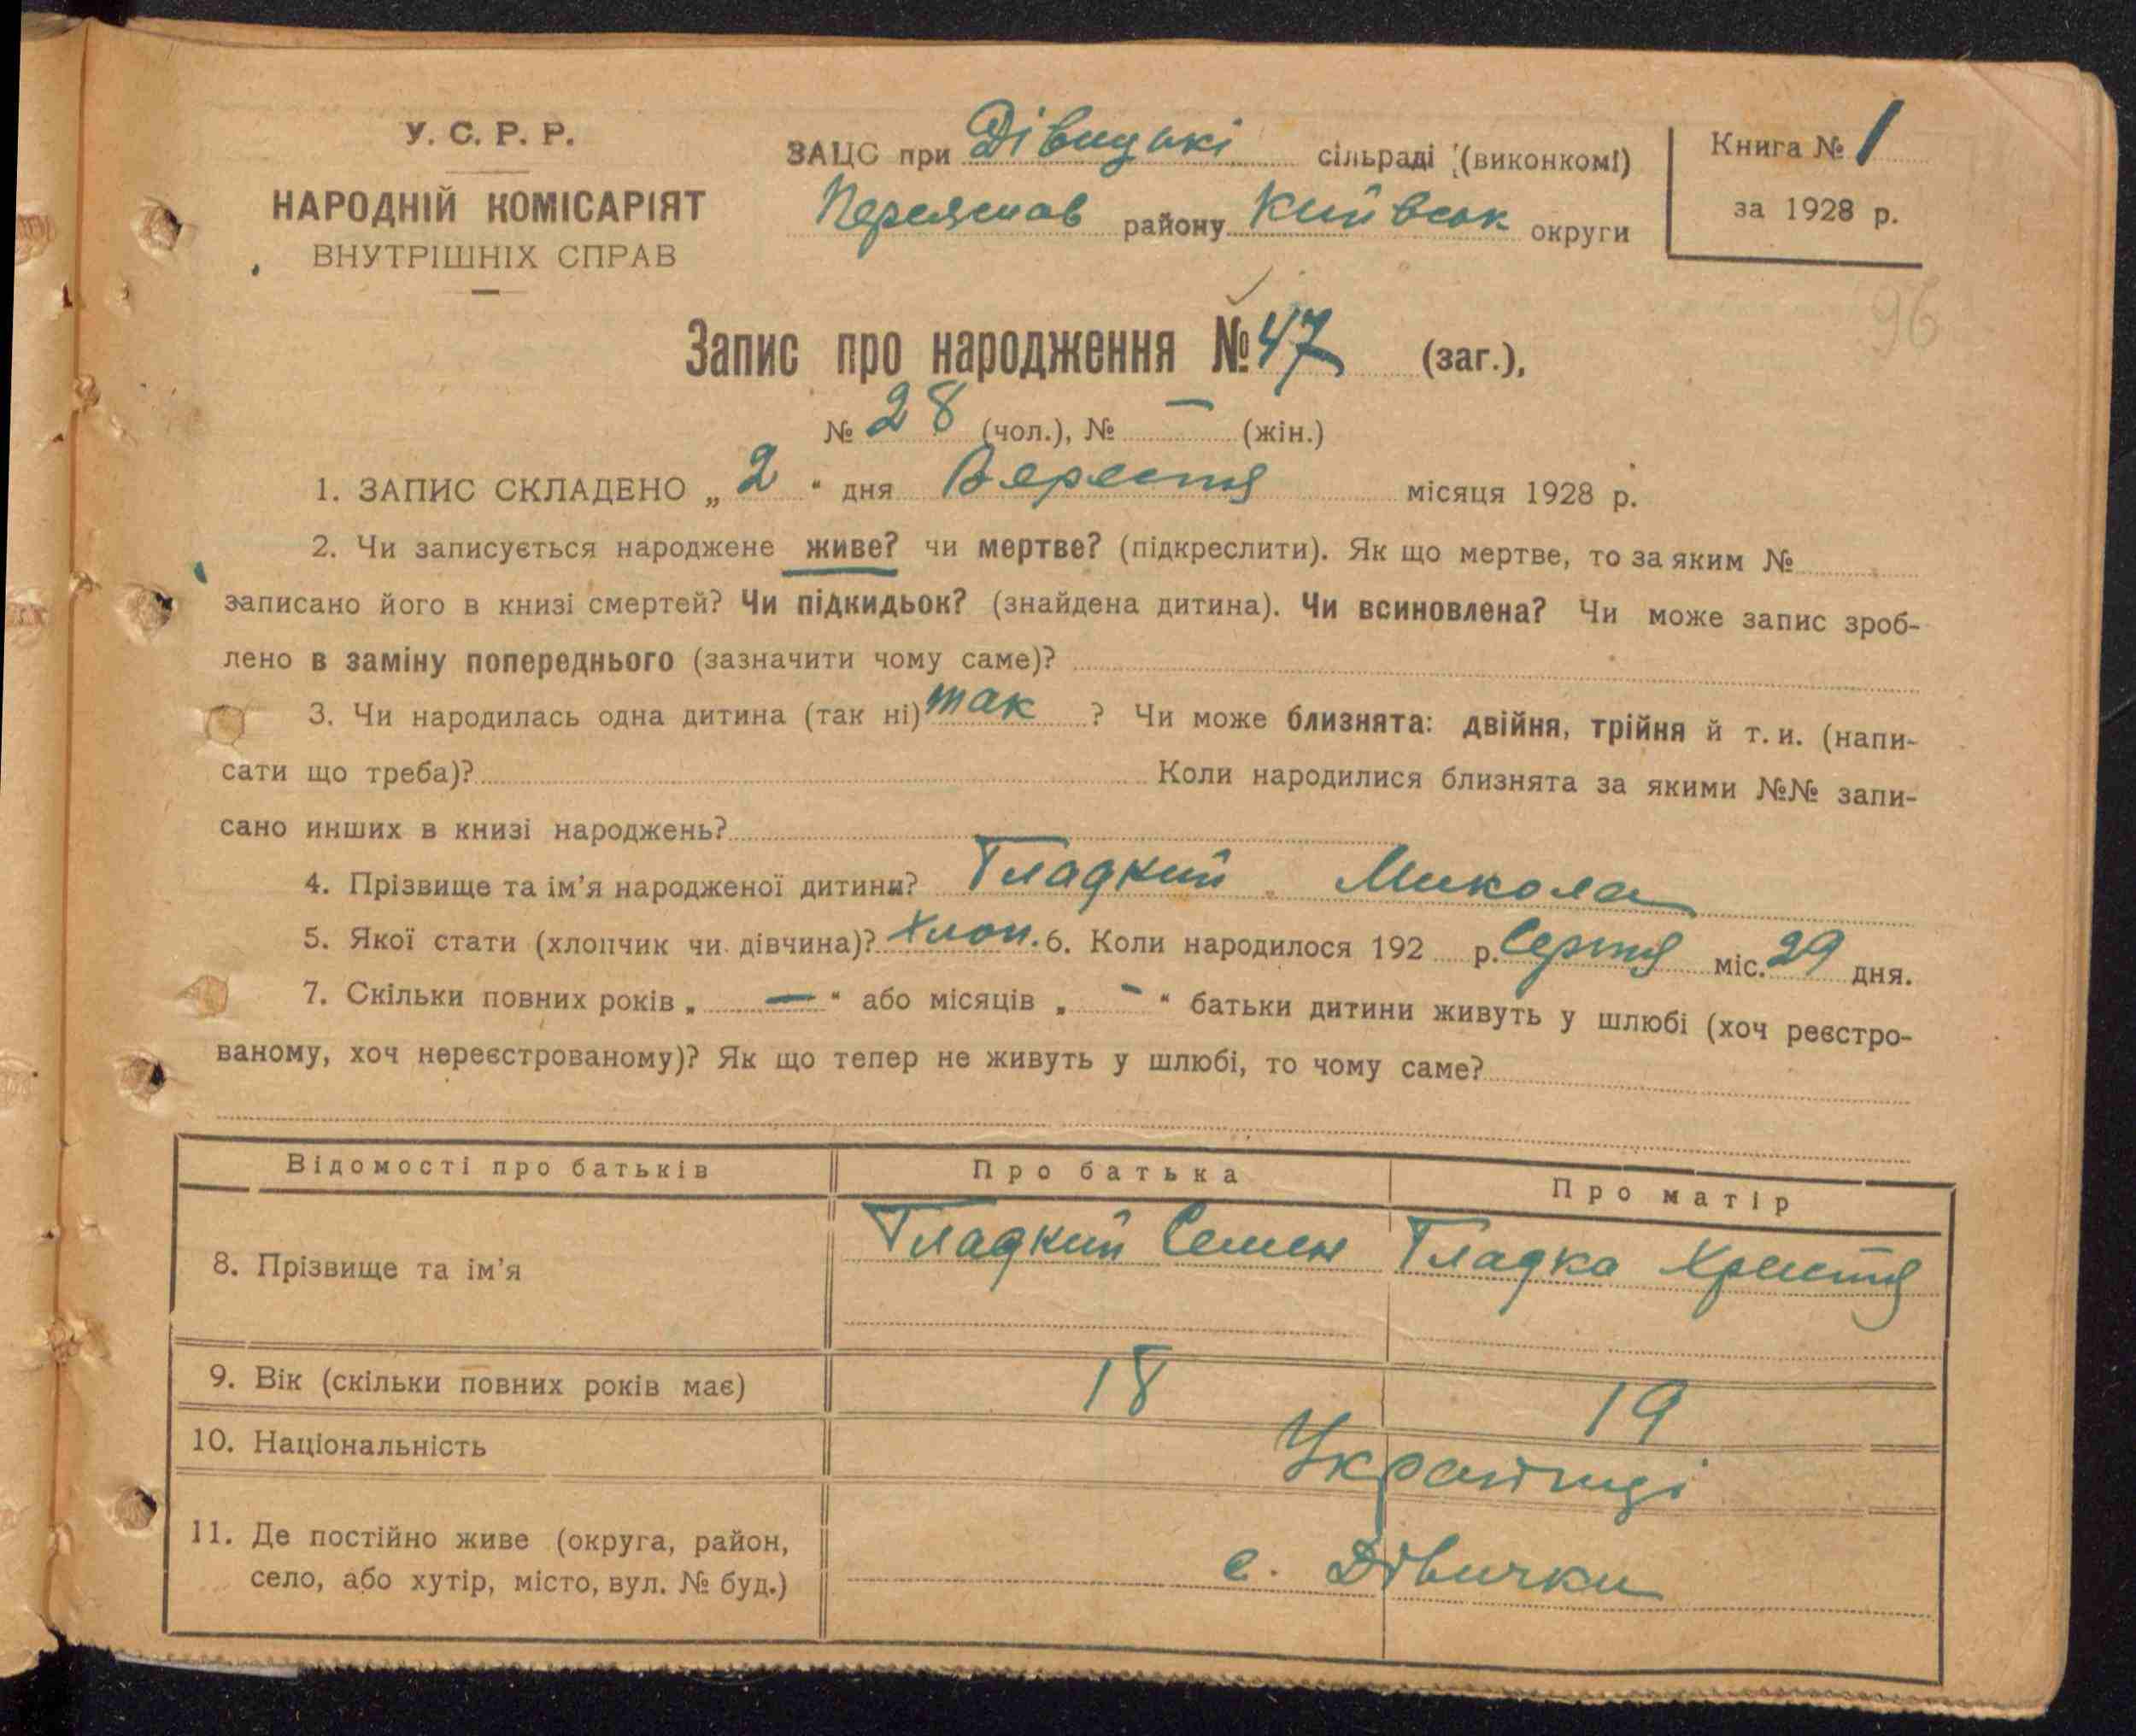 У. С. Р. Р.
НАРОДНІЙ КОМІСАРІЯТ
ВНУТРІШНІХ СПРАВ
ЗАЦС при Дівицькі сільраді (виконкомі)
Переяслав району Київськ округи
Книга № 1
за 1928 р.
96
Запис про народження № 47 (заг.),
№ 28 (чол.), № — (жін.)
1. ЗАПИС СКЛАДЕНО „ 2 “ дня Вересня місяця 1928 р.
2. Чи записується народжене живе? чи мертве? (підкреслити). Як що мертве, то за яким №
записано його в книзі смертей? Чи підкидьок? (знайдена дитина). Чи всиновлена? Чи може запис зроб-
лено в заміну попереднього (зазначити чому саме)?
3. Чи народилась одна дитина (так ні) так ? Чи може близнята: двійня, трійня й т. и. (напи-
сати що треба)? Коли народилися близнята за якими №№ запи-
сано инших в книзі народжень?
4. Прізвище та ім’я народженої дитини? Гладкий Микола
5. Якої стати (хлопчик чи дівчина)? Хлоп. 6. Коли народилося 192 р. Серпня міс. 29 дня.
7. Скільки повних років „ — “ або місяців „ - “ батьки дитини живуть у шлюбі (хоч реєстро-
ваному, хоч нереєстрованому)? Як що тепер не живуть у шлюбі, то чому саме?
Відомості про батьків Про батька Про матір
8. Прізвище та ім’я Гладкий Семен Гладка Христя
9. Вік (скільки повних років має) 18 19
10. Національність Українці
11. Де постійно живе (округа, район,
село, або хутір, місто, вул. № буд.) с. Дівички